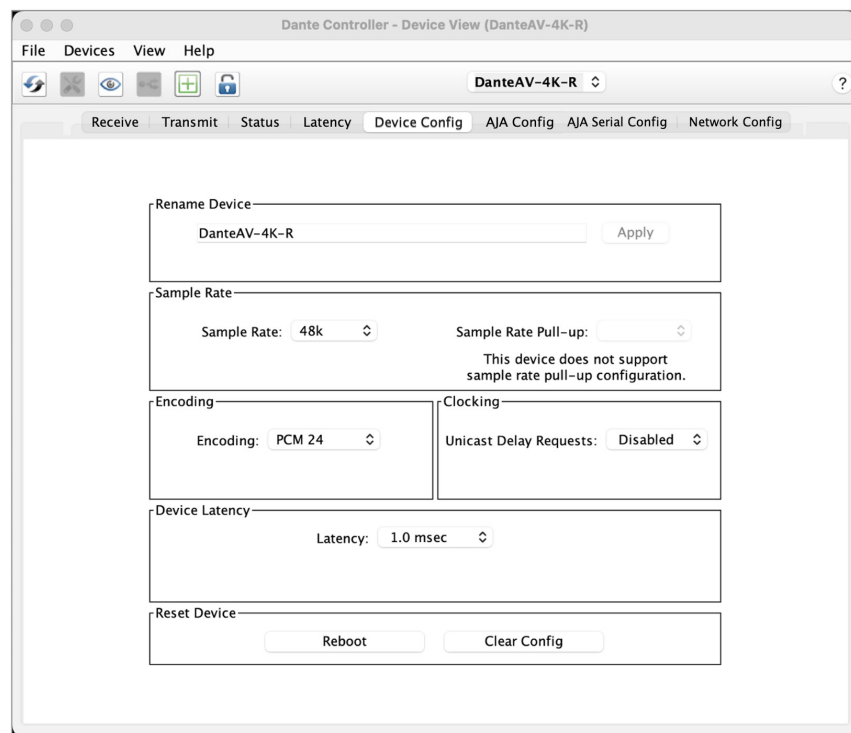 Dante Controller - Device View (DanteAV-4K-R)
File Devices View Help
DanteAV-4K-R
?
Receive Transmit Status Latency Device Config AJA Config AJA Serial Config Network Config
Rename Device
DanteAV-4K-R Apply
Sample Rate
Sample Rate: 48k Sample Rate Pull-up:
This device does not support
sample rate pull-up configuration.
Encoding Clocking
Encoding: PCM 24 Unicast Delay Requests: Disabled
Device Latency
Latency: 1.0 msec
Reset Device
Reboot Clear Config